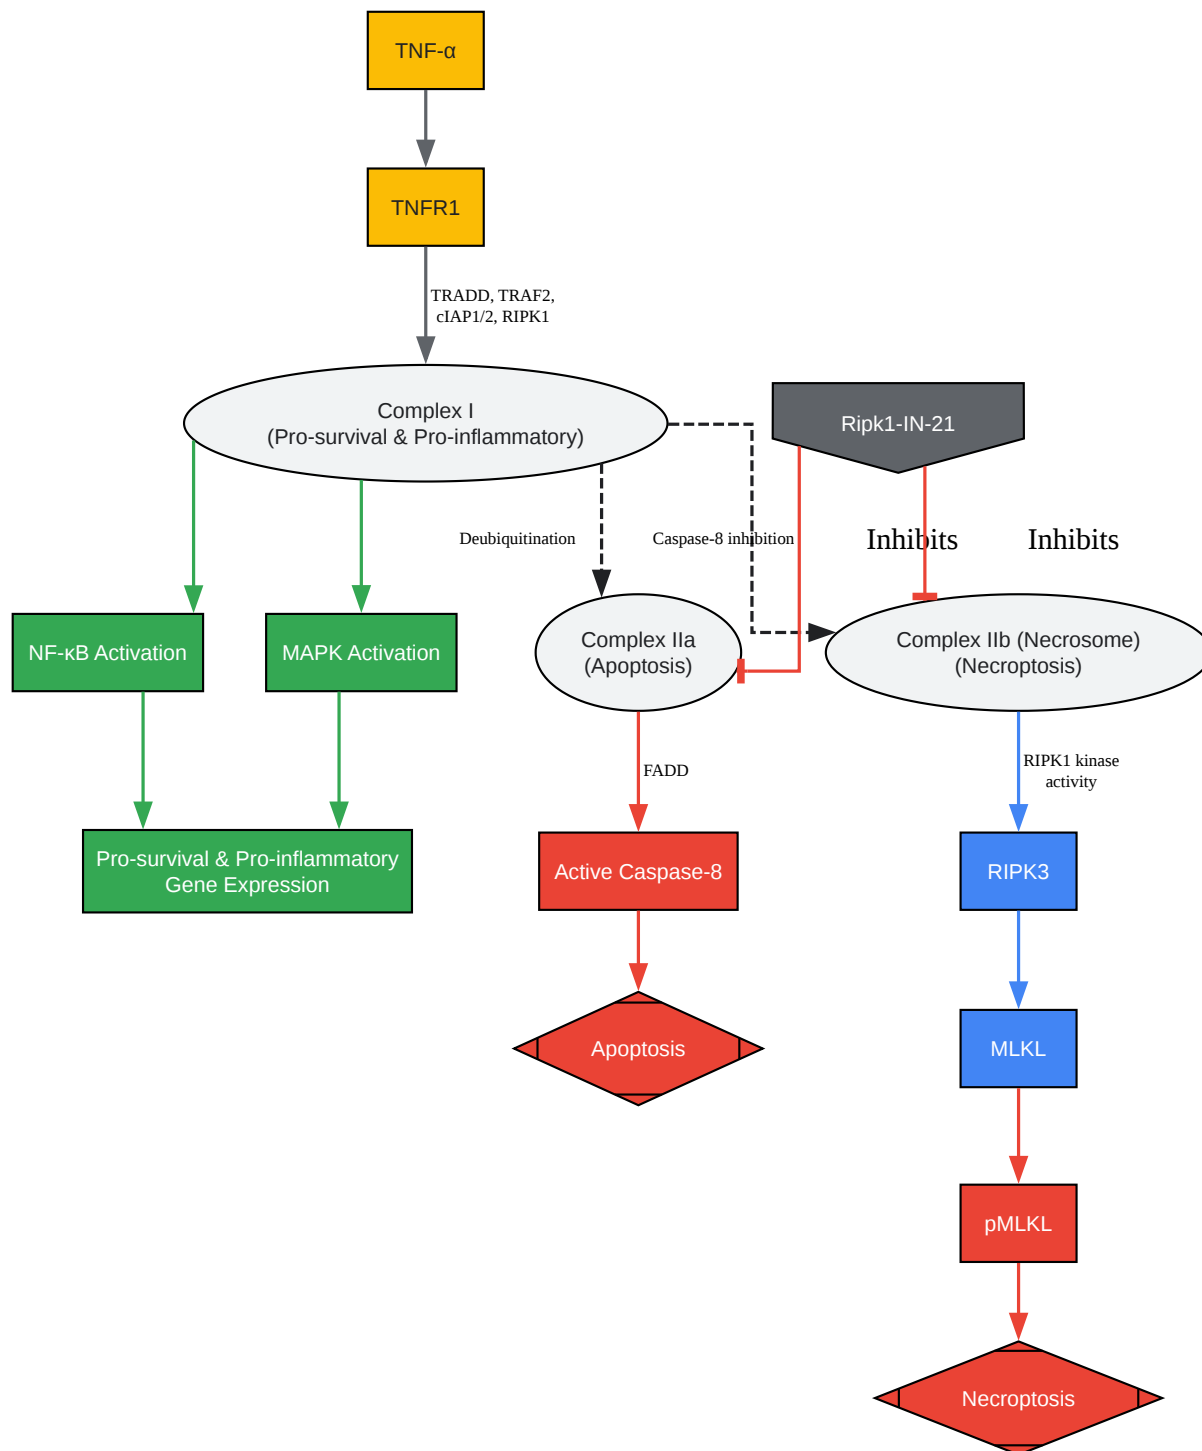 TNF-α
TNFR1
TRADD, TRAF2,
cIAP1/2, RIPK1
Complex I
(Pro-survival & Pro-inflammatory)
Ripk1-IN-21
Deubiquitination
Caspase-8 inhibition
Inhibits
Inhibits
NF-κB Activation
MAPK Activation
Complex IIa
(Apoptosis)
Complex IIb (Necrosome)
(Necroptosis)
FADD
RIPK1 kinase
activity
Pro-survival & Pro-inflammatory
Gene Expression
Active Caspase-8
RIPK3
Apoptosis
MLKL
pMLKL
Necroptosis